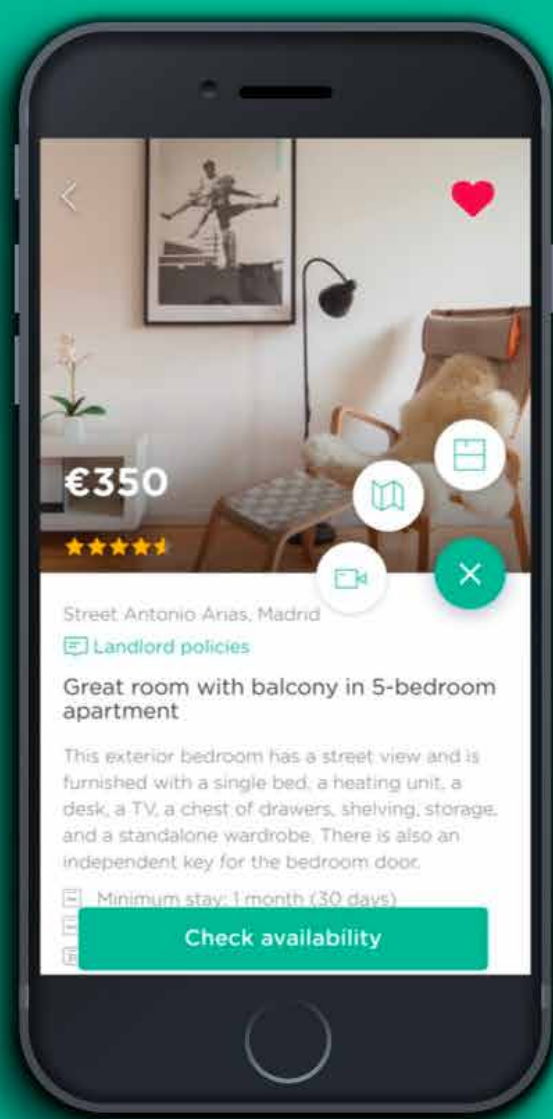 €350
Street Antonio Arias, Madrid
Landlord policies
Great room with balcony in 5-bedroom
apartment
This exterior bedroom has a street view and is
furnished with a single bed, a heating unit, a
desk, a TV, a chest of drawers, shelving, storage,
and a standalone wardrobe. There is also an
independent key for the bedroom door.
Minimum stay: 1 month (30 days)
Check availability